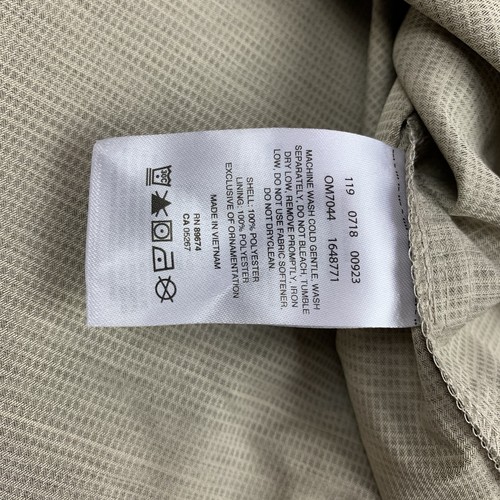 119 0718 00923
OM7044 1648771
MACHINE WASH COLD GENTLE, WASH
SEPARATELY, DO NOT BLEACH, TUMBLE
DRY LOW, REMOVE PROMPTLY, IRON
LOW. DO NOT USE FABRIC SOFTENER.
DO NOT DRYCLEAN.
SHELL: 100% POLYESTER
LINING: 100% POLYESTER
EXCLUSIVE OF ORNAMENTATION
MADE IN VIETNAM
RN 89674
CA 05267
30C